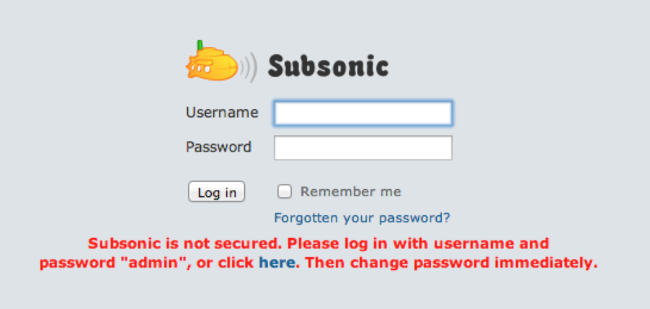 Subsonic
Username
Password
Log in Remember me
Forgotten your password?
Subsonic is not secured. Please log in with username and
password "admin", or click here. Then change password immediately.